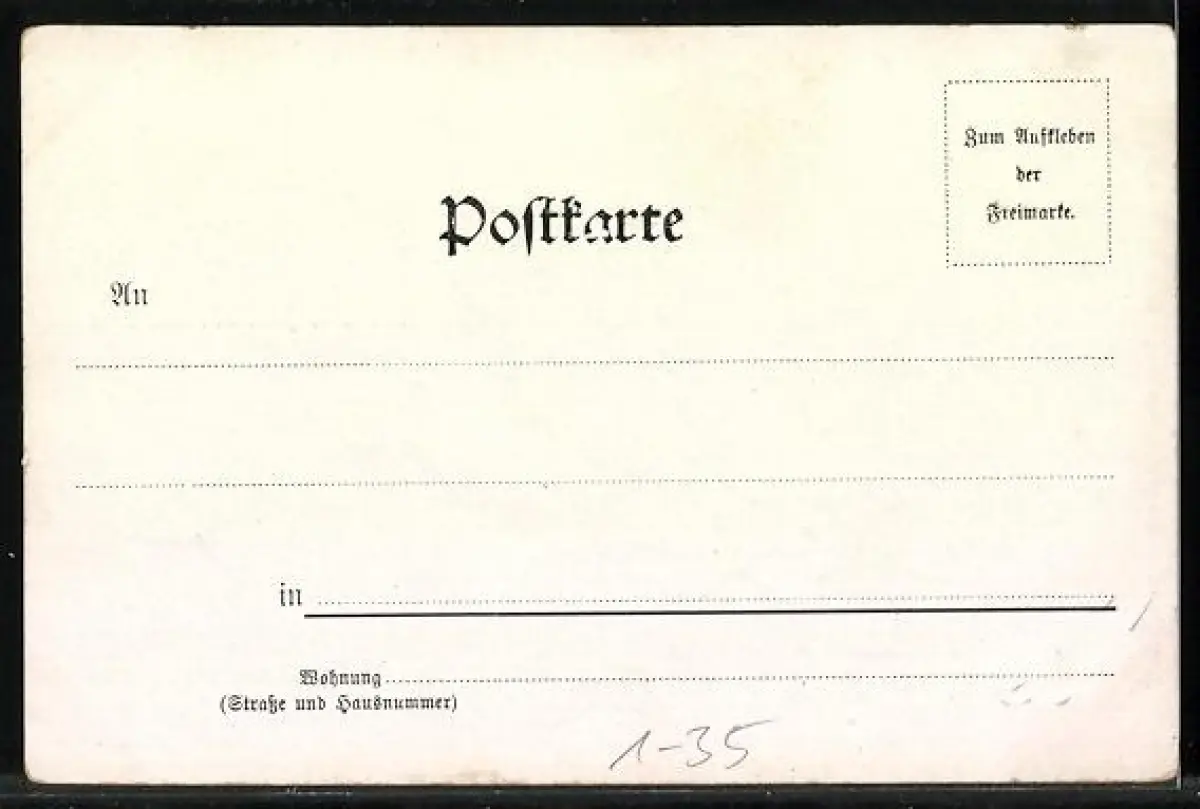 Zum Aufkleben
der
Freimarke.
Postkarte
An
in
Wohnung
(Straße und Hausnummer)
1-35